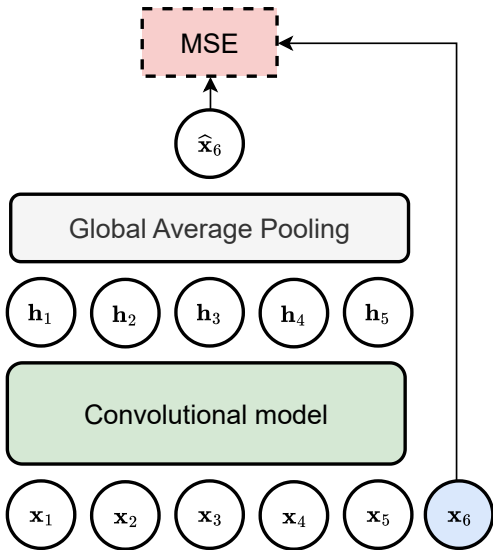 MSE
x̂₆
Global Average Pooling
h₁ h₂ h₃ h₄ h₅
Convolutional model
x₁ x₂ x₃ x₄ x₅ x₆